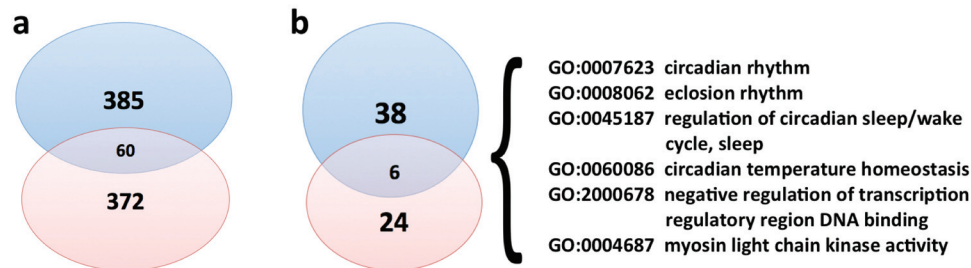 a
385
60
372
b
38
6
24
GO:0007623 circadian rhythm
GO:0008062 eclosion rhythm
GO:0045187 regulation of circadian sleep/wake
cycle, sleep
GO:0060086 circadian temperature homeostasis
GO:2000678 negative regulation of transcription
regulatory region DNA binding
GO:0004687 myosin light chain kinase activity